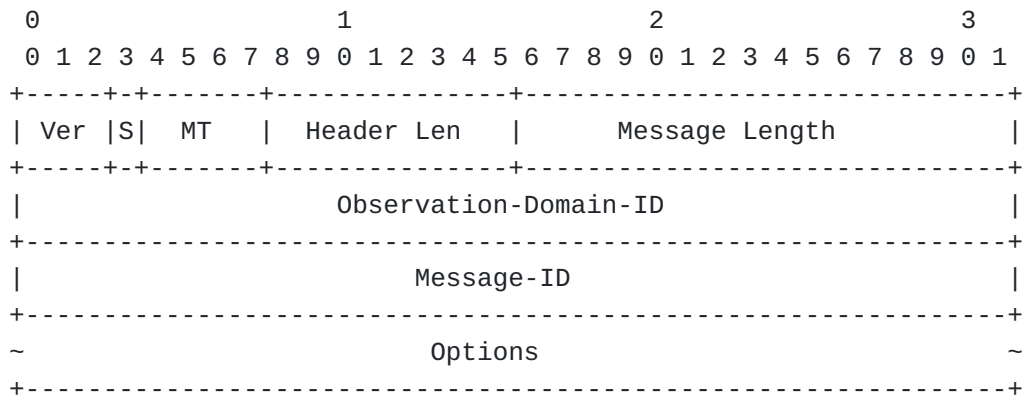 0                   1                   2                   3
 0 1 2 3 4 5 6 7 8 9 0 1 2 3 4 5 6 7 8 9 0 1 2 3 4 5 6 7 8 9 0 1
+-----+-+-------+---------------+-------------------------------+
| Ver |S|  MT   |  Header Len   |      Message Length           |
+-----+-+-------+---------------+-------------------------------+
|                    Observation-Domain-ID                      |
+---------------------------------------------------------------+
|                         Message-ID                            |
+---------------------------------------------------------------+
~                          Options                              ~
+---------------------------------------------------------------+